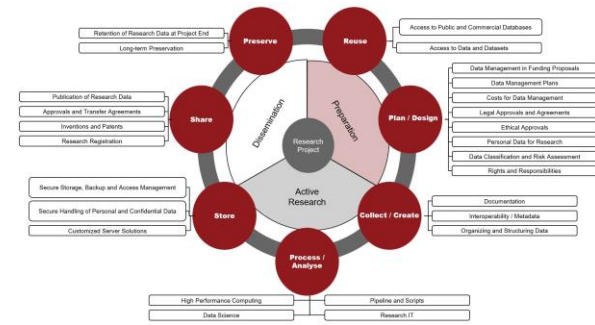 Preserve
Reuse
Retention of Research Data at Project End
Long-term Preservation
Access to Public and Commercial Databases
Access to Data and Datasets
Share
Plan / Design
Publication of Research Data
Approvals and Transfer Agreements
Inventions and Patents
Research Registration
Data Management in Funding Proposals
Data Management Plans
Costs for Data Management
Legal Approvals and Agreements
Ethical Approvals
Personal Data for Research
Data Classification and Risk Assessment
Rights and Responsibilities
Dissemination
Preparation
Research
Project
Active
Research
Store
Collect / Create
Secure Storage, Backup and Access Management
Secure Handling of Personal and Confidential Data
Customized Server Solutions
Documentation
Interoperability / Metadata
Organizing and Structuring Data
Process /
Analyse
High Performance Computing
Pipeline and Scripts
Data Science
Research IT